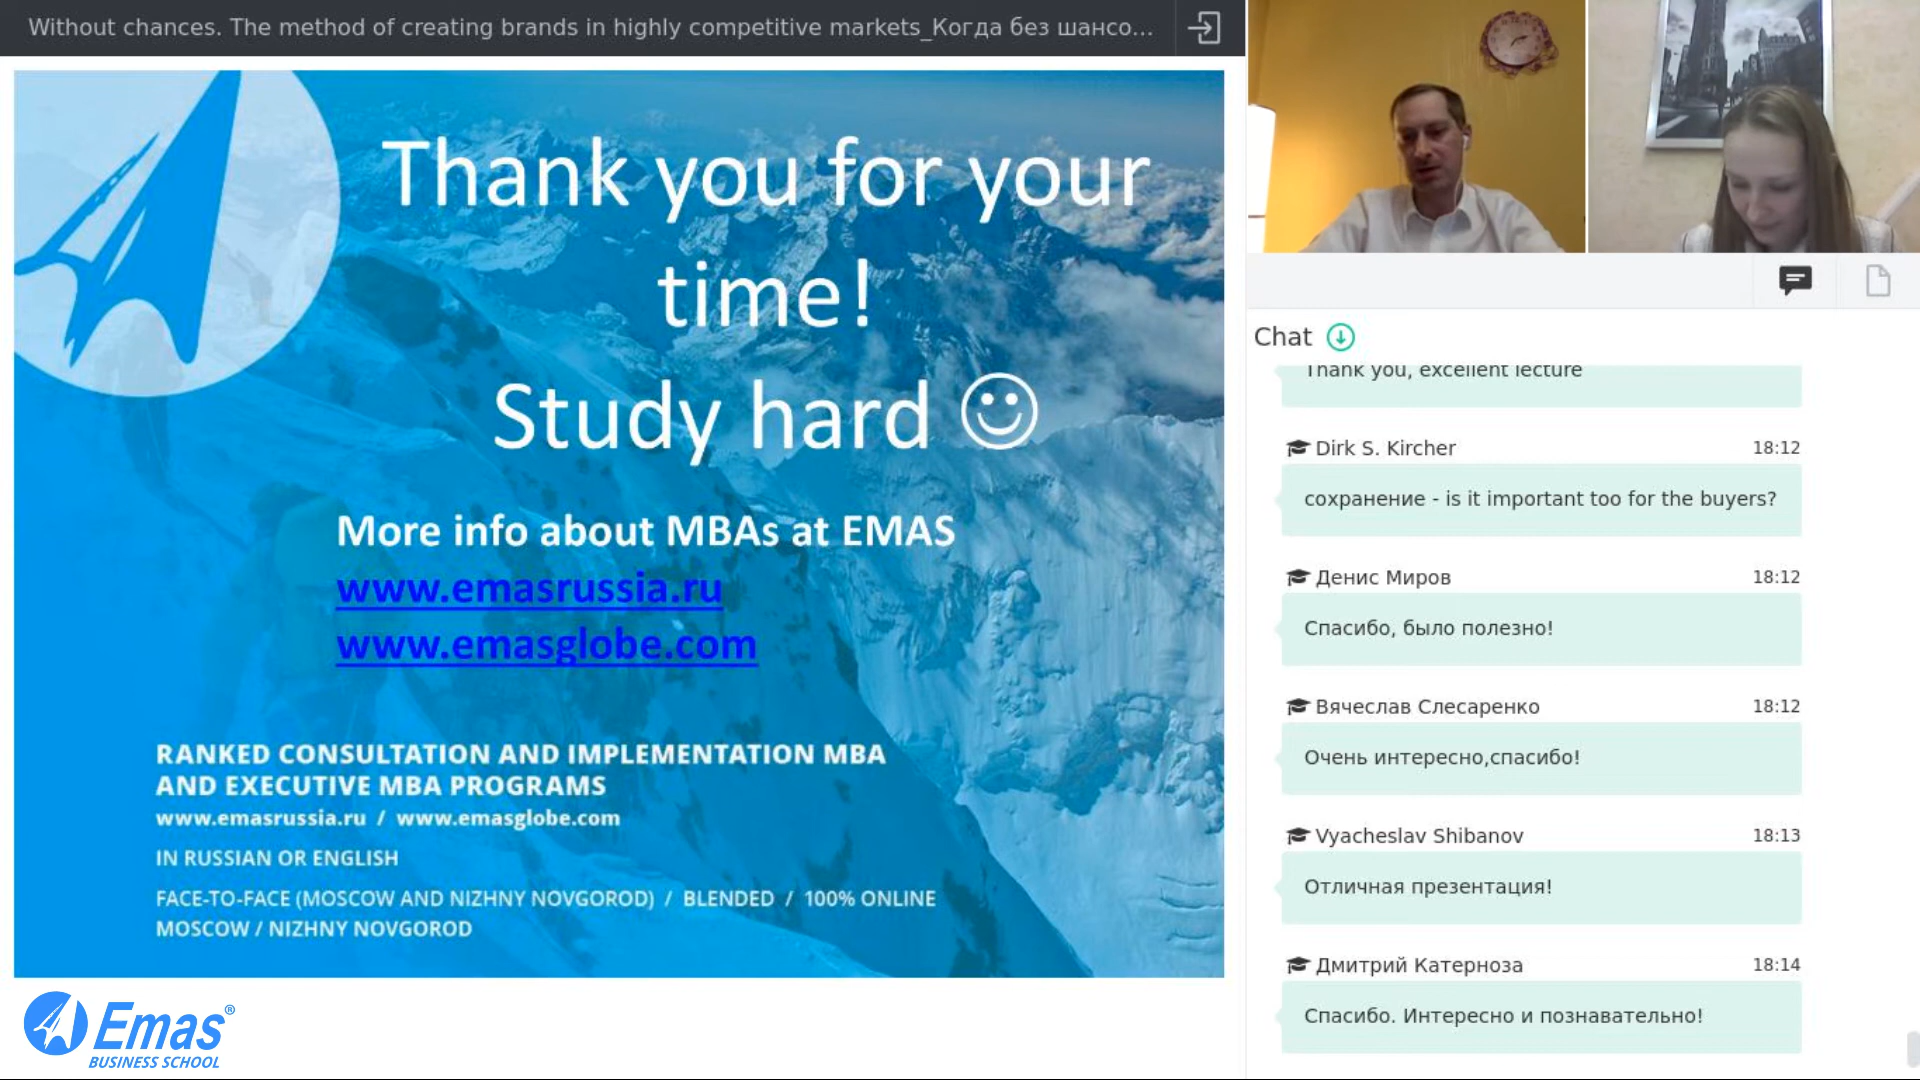 Without chances. The method of creating brands in highly competitive markets_Когда без шансо...
Thank you for your
time!
Study hard
More info about MBAs at EMAS
www.emasrussia.ru
www.emasglobe.com
RANKED CONSULTATION AND IMPLEMENTATION MBA
AND EXECUTIVE MBA PROGRAMS
www.emasrussia.ru / www.emasglobe.com
IN RUSSIAN OR ENGLISH
FACE-TO-FACE (MOSCOW AND NIZHNY NOVGOROD) / BLENDED / 100% ONLINE
MOSCOW / NIZHNY NOVGOROD
Emas®
BUSINESS SCHOOL
Chat
Thank you, excellent lecture
Dirk S. Kircher 18:12
сохранение - is it important too for the buyers?
Денис Миров 18:12
Спасибо, было полезно!
Вячеслав Слесаренко 18:12
Очень интересно,спасибо!
Vyacheslav Shibanov 18:13
Отличная презентация!
Дмитрий Катерноза 18:14
Спасибо. Интересно и познавательно!